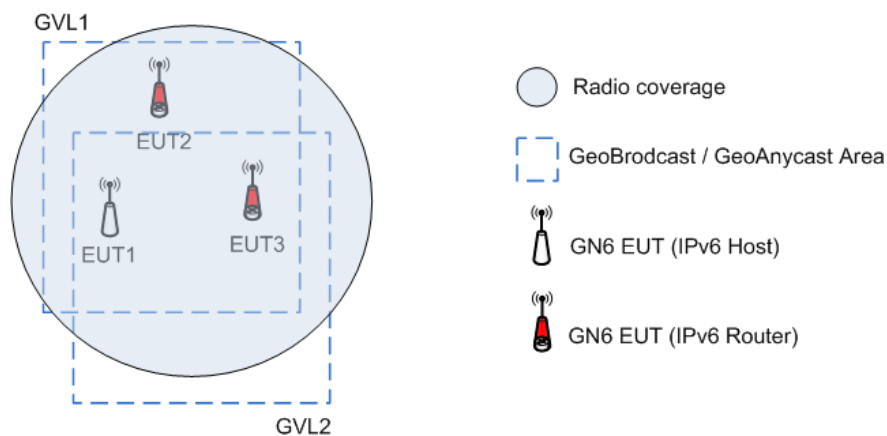 GVL1
EUT2
EUT1
EUT3
GVL2
Radio coverage
GeoBrodcast / GeoAnycast Area
GN6 EUT (IPv6 Host)
GN6 EUT (IPv6 Router)